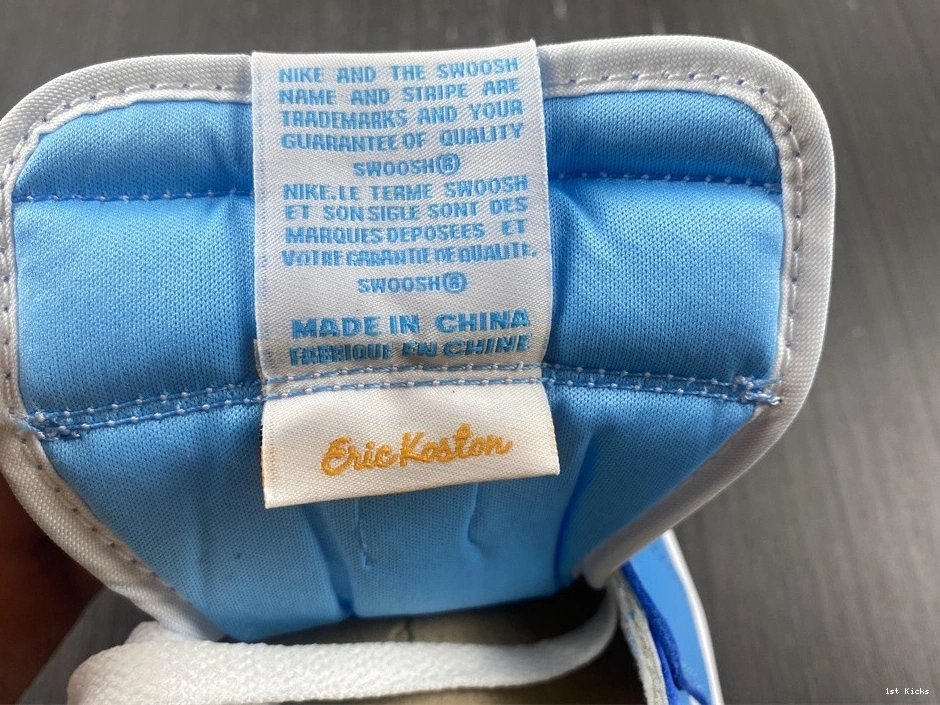 NIKE AND THE SWOOSH
NAME AND STRIPE ARE
TRADEMARKS AND YOUR
GUARANTEE OF QUALITY
SWOOSH®
NIKE.LE TERME SWOOSH
ET SON SIGLE SONT DES
MARQUES DEPOSEES ET
VOTRE GARANTIE DE QUALITE.
SWOOSH®
MADE IN CHINA
FABRIQUE EN CHINE
Eric Koston
1st Kicks